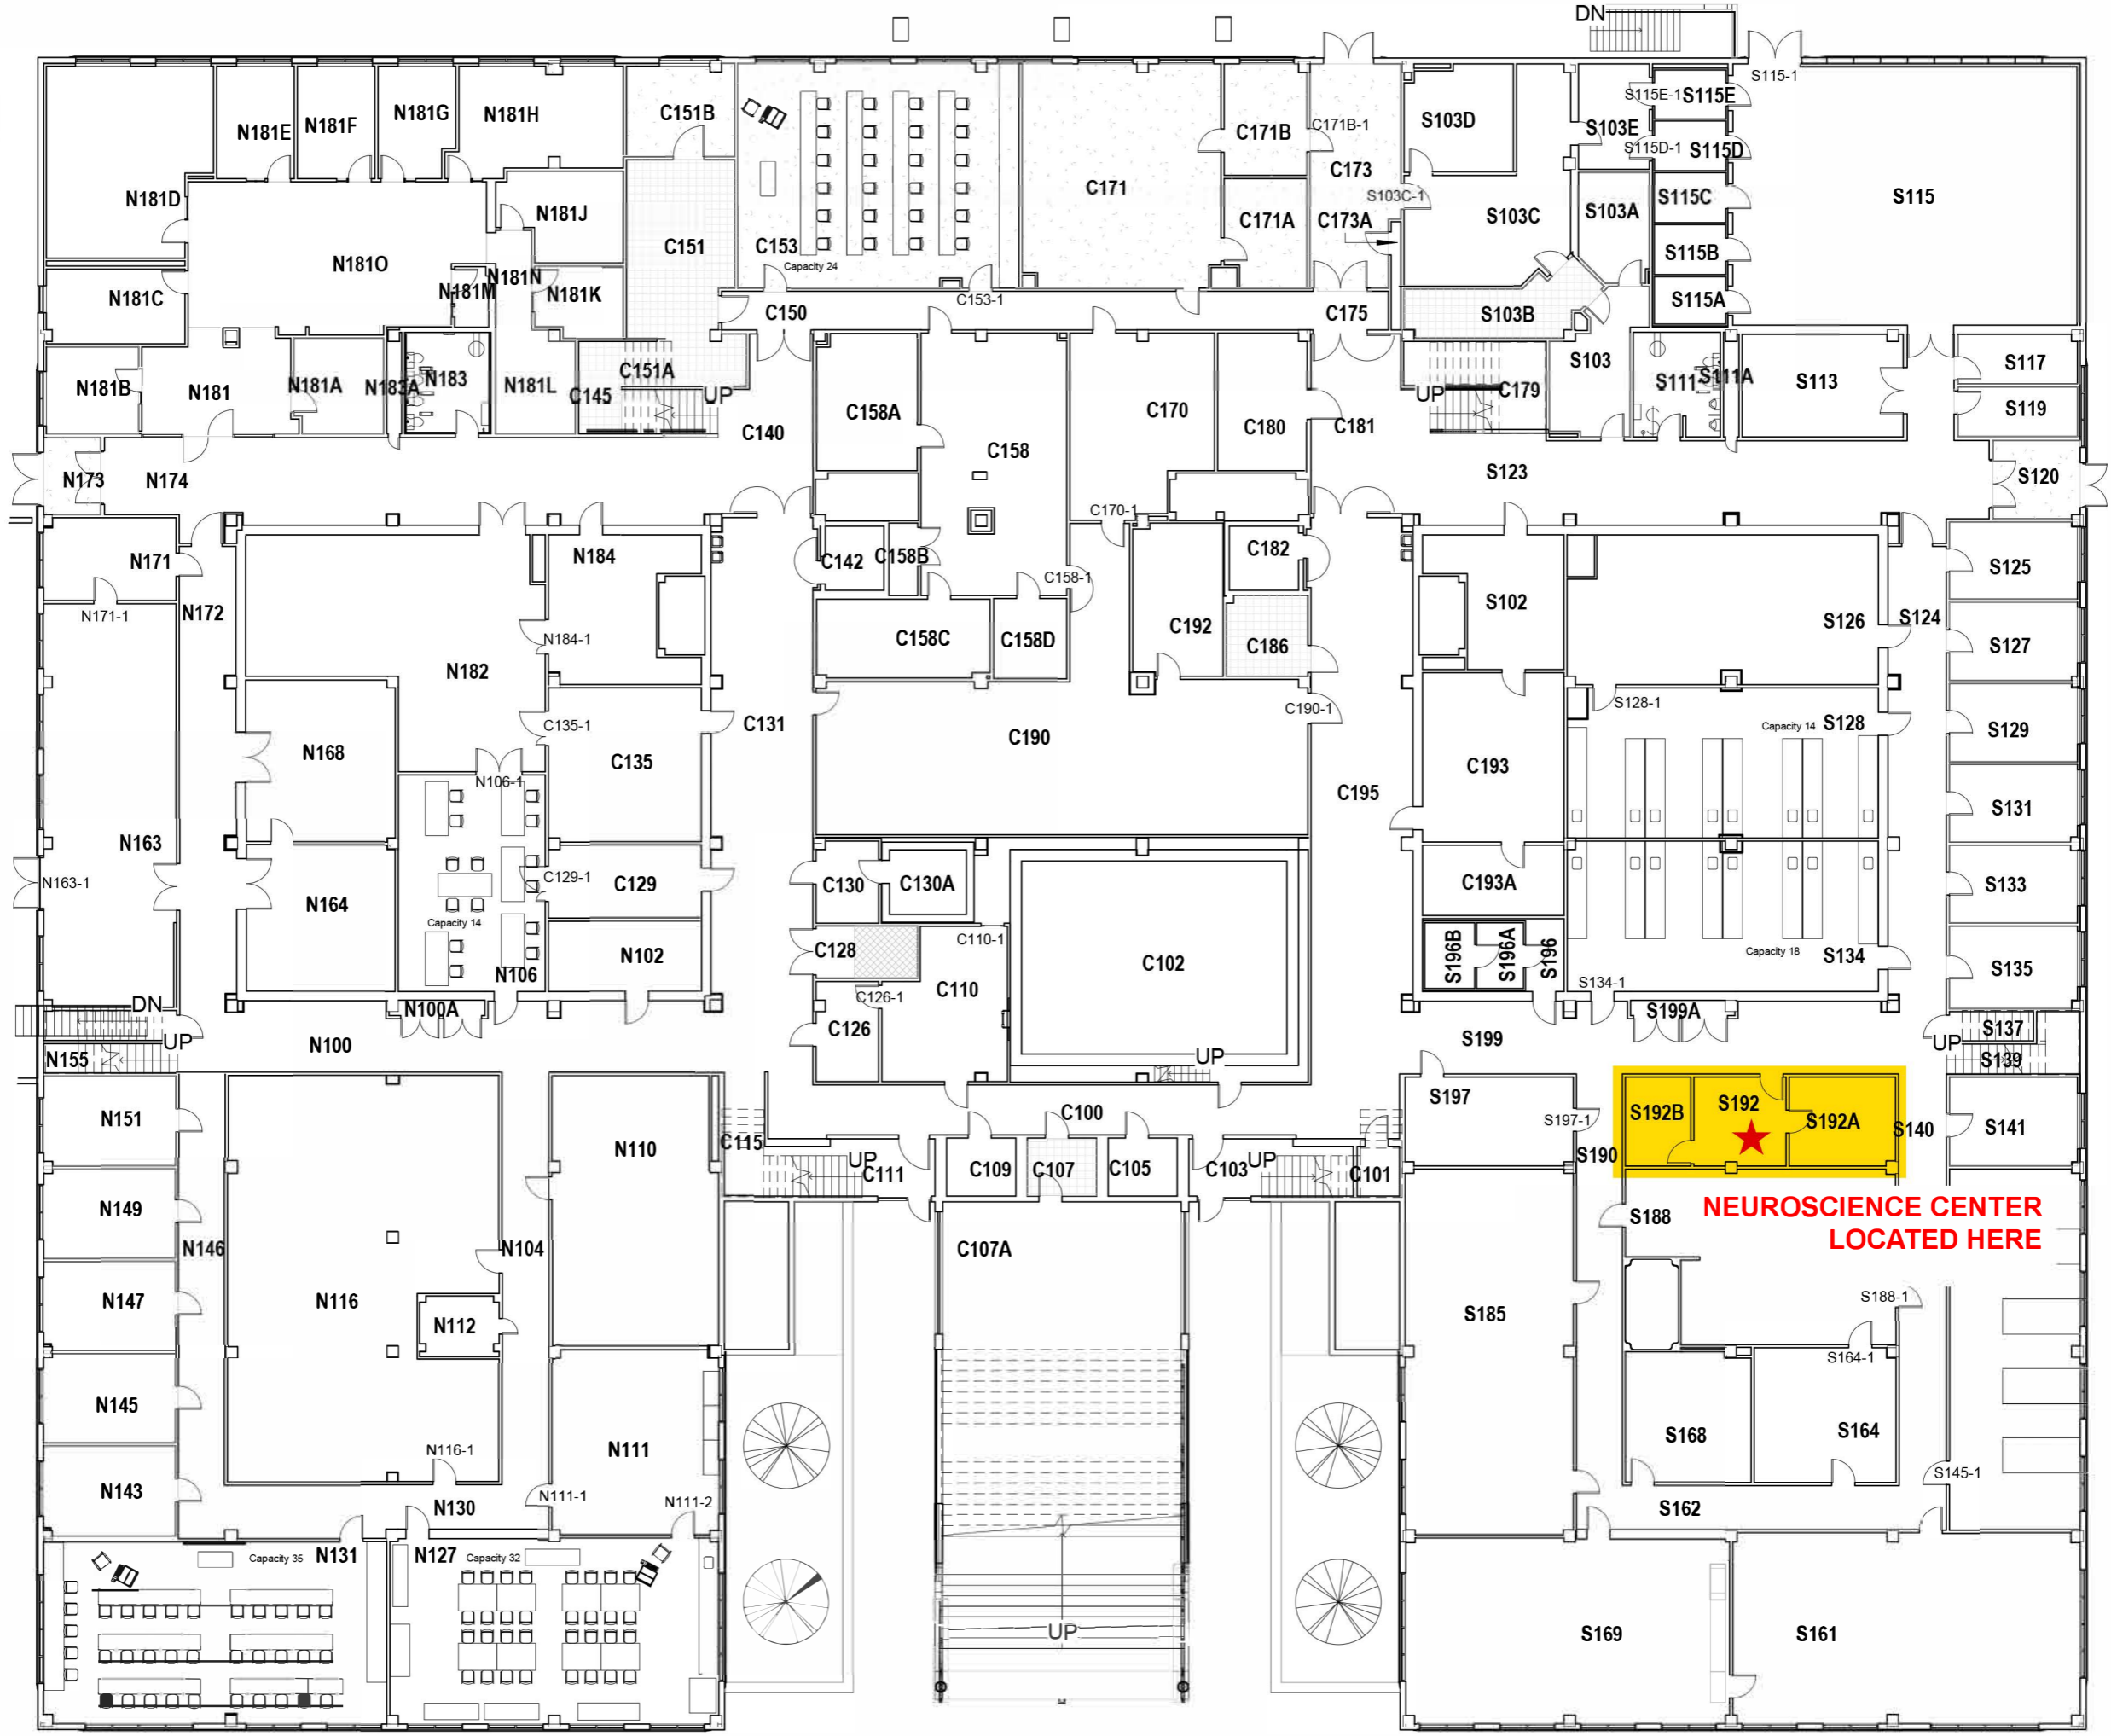 DN
S115-1
N181E
N181F
N181G
N181H
C151B
C171B
C171B-1
S103D
S103E
S115E-1
S115E
S115D-1
S115D
N181D
N181J
C171
C173
S103C-1
S115C
S115
N181O
C151
C153
Capacity 24
C171A
C173A
S103C
S103A
S115B
N181C
N181M
N181N
N181K
C150
C153-1
C175
S103B
S115A
N181B
N181
N181A
N183A
N183
N181L
C145
C151A
UP
C158A
C170
C180
C181
UP
C179
S103
S111
S111A
S113
S117
S119
N173
N174
C140
C158
S123
S120
N171
N171-1
N172
N184
N184-1
C142
C158B
C170-1
C158-1
C182
S102
S126
S124
S125
N182
C158C
C158D
C192
C186
S127
N168
C135-1
C135
C131
C190
C190-1
C193
S128-1
Capacity 14
S128
S129
N106-1
C195
S131
N163
N163-1
N164
C129-1
C129
C130
C130A
C102
C193A
S133
Capacity 14
N106
N102
C128
C110-1
C126-1
C110
C126
S196B
S196A
S196
S134-1
Capacity 18
S134
S135
DN
UP
N155
N100
N100A
UP
S199
S199A
UP
S137
S139
N151
N110
C115
C100
S197
S197-1
S190
S192B
S192
S192A
S140
S141
UP
C111
C109
C107
C105
C103
UP
C101
N149
N146
N116
N104
C107A
S188
NEUROSCIENCE CENTER
LOCATED HERE
N147
N112
S185
S188-1
S164-1
N145
N116-1
N111
S168
S164
N143
N130
N111-1
N111-2
S145-1
S162
Capacity 35
N131
N127
Capacity 32
UP
S169
S161